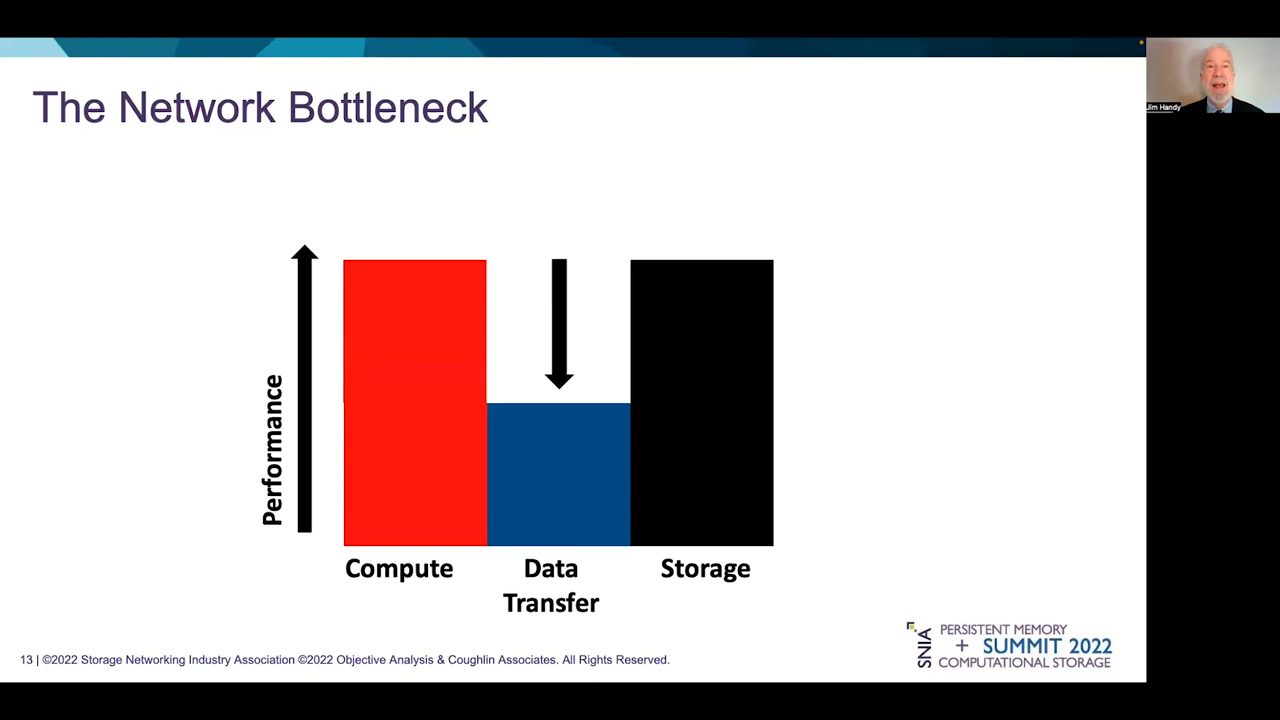 The Network Bottleneck
Jim Handy
Performance
Compute
Data
Transfer
Storage
13 | ©2022 Storage Networking Industry Association ©2022 Objective Analysis & Coughlin Associates. All Rights Reserved.
SNIA
PERSISTENT MEMORY
+ SUMMIT 2022
COMPUTATIONAL STORAGE